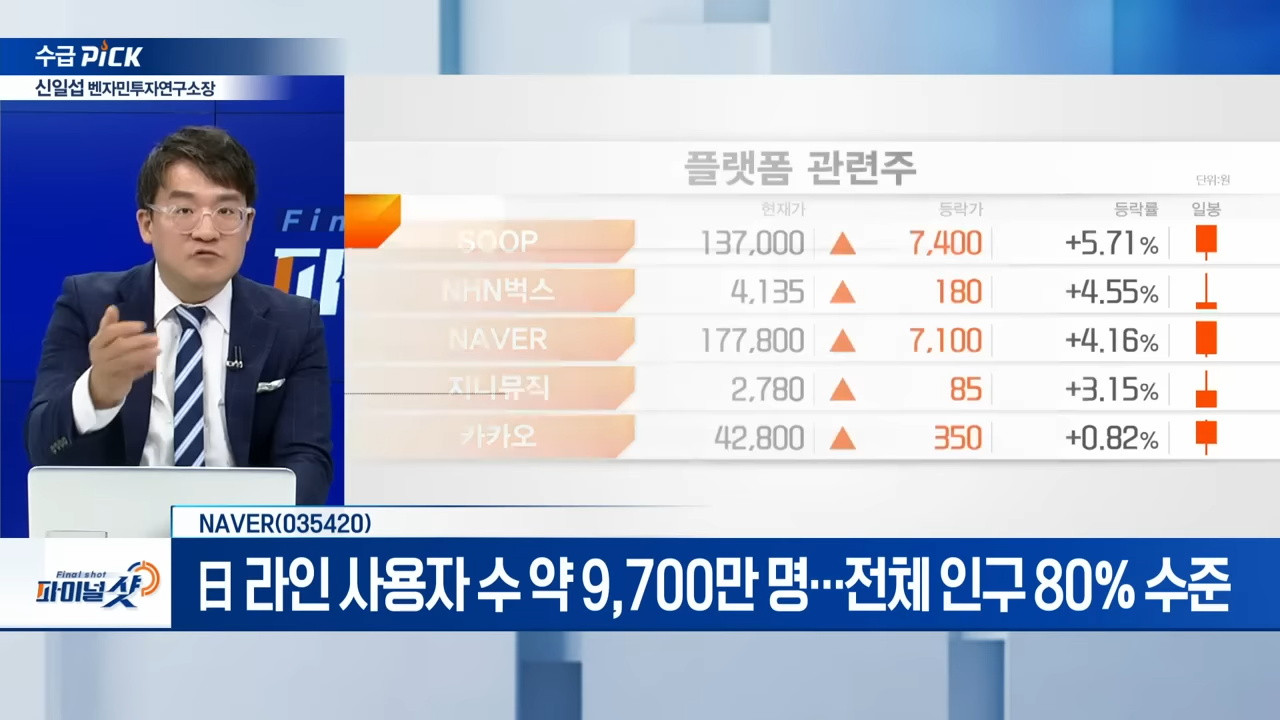 수급 PiCK
신일섭 벤자민투자연구소장
Fin
파
플랫폼 관련주
단위:원
현재가 등락가 등락률 일봉
SOOP 137,000 ▲ 7,400 +5.71%
NHN벅스 4,135 ▲ 180 +4.55%
NAVER 177,800 ▲ 7,100 +4.16%
지니뮤직 2,780 ▲ 85 +3.15%
카카오 42,800 ▲ 350 +0.82%
NAVER(035420)
Final shot
파이널샷
日 라인 사용자 수 약 9,700만 명…전체 인구 80% 수준